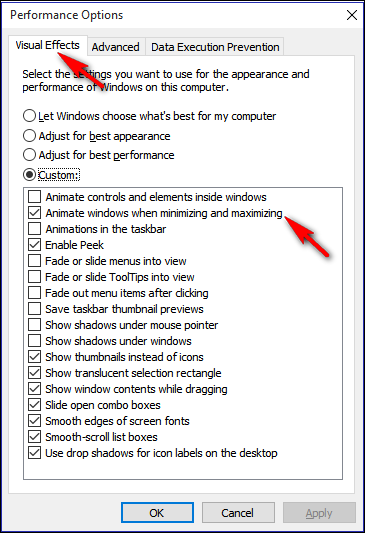 Performance Options
Visual Effects Advanced Data Execution Prevention
Select the settings you want to use for the appearance and
performance of Windows on this computer.
Let Windows choose what's best for my computer
Adjust for best appearance
Adjust for best performance
Custom:
Animate controls and elements inside windows
Animate windows when minimizing and maximizing
Animations in the taskbar
Enable Peek
Fade or slide menus into view
Fade or slide ToolTips into view
Fade out menu items after clicking
Save taskbar thumbnail previews
Show shadows under mouse pointer
Show shadows under windows
Show thumbnails instead of icons
Show translucent selection rectangle
Show window contents while dragging
Slide open combo boxes
Smooth edges of screen fonts
Smooth-scroll list boxes
Use drop shadows for icon labels on the desktop
OK Cancel Apply